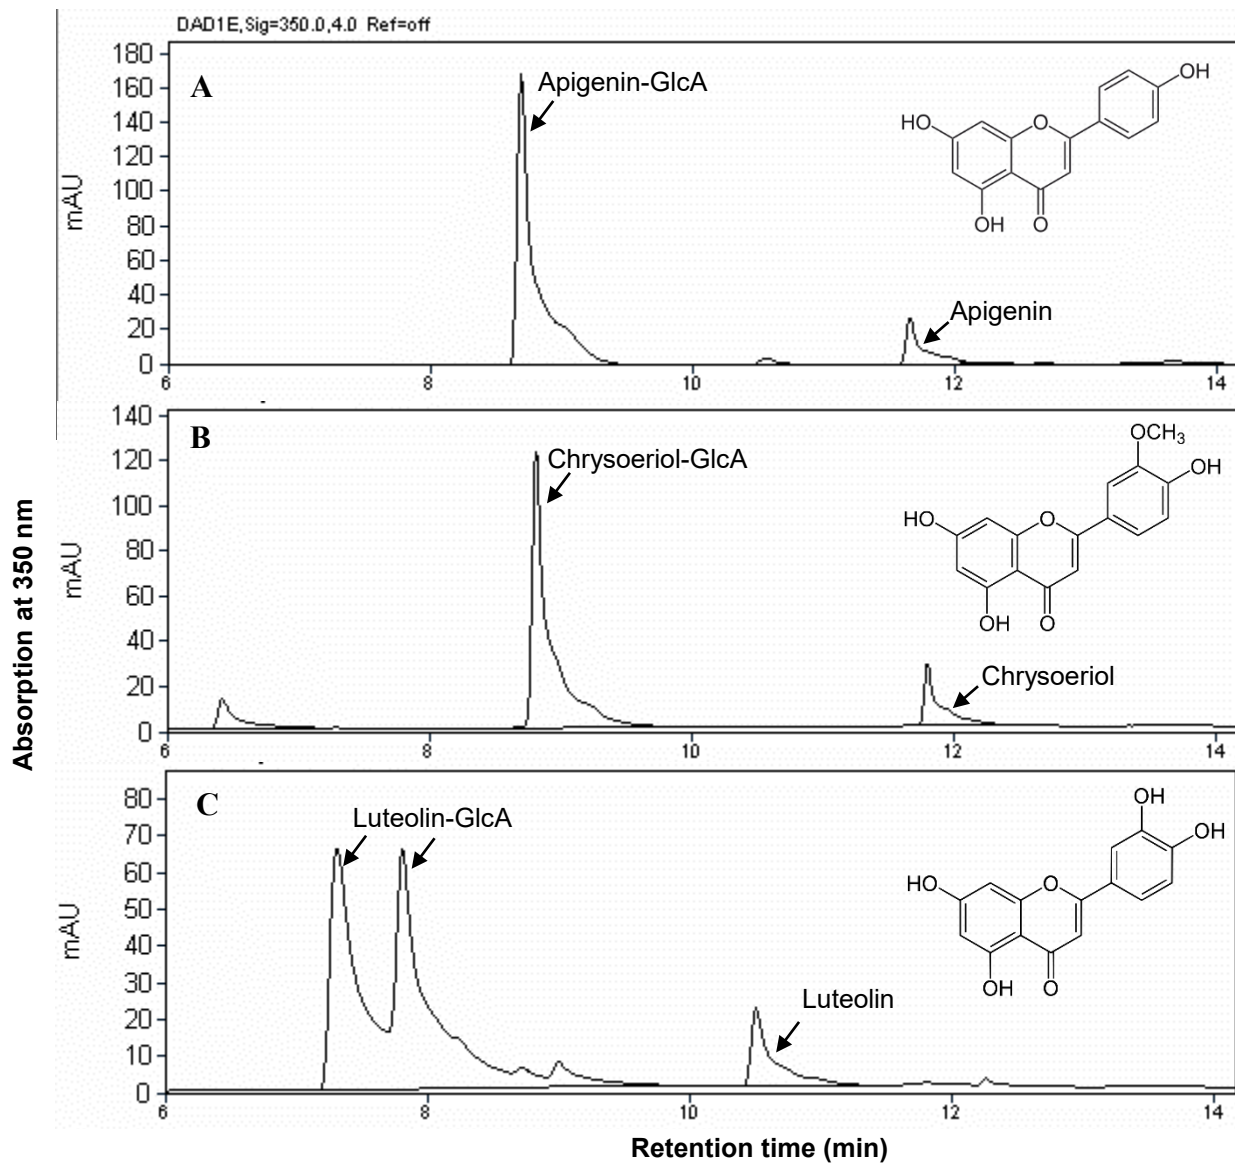 DAD1E,Sig=350.0,4.0 Ref=off
A
180
160
140
120
100
80
60
40
20
0
mAU
Apigenin-GlcA
Apigenin
OH
HO
O
OH
O
6
8
10
12
14
B
140
120
100
80
60
40
20
0
mAU
Chrysoeriol-GlcA
Chrysoeriol
OCH3
OH
HO
O
OH
O
6
8
10
12
14
C
80
70
60
50
40
30
20
10
0
mAU
Luteolin-GlcA
Luteolin
OH
OH
HO
O
OH
O
6
8
10
12
14
Absorption at 350 nm
Retention time (min)